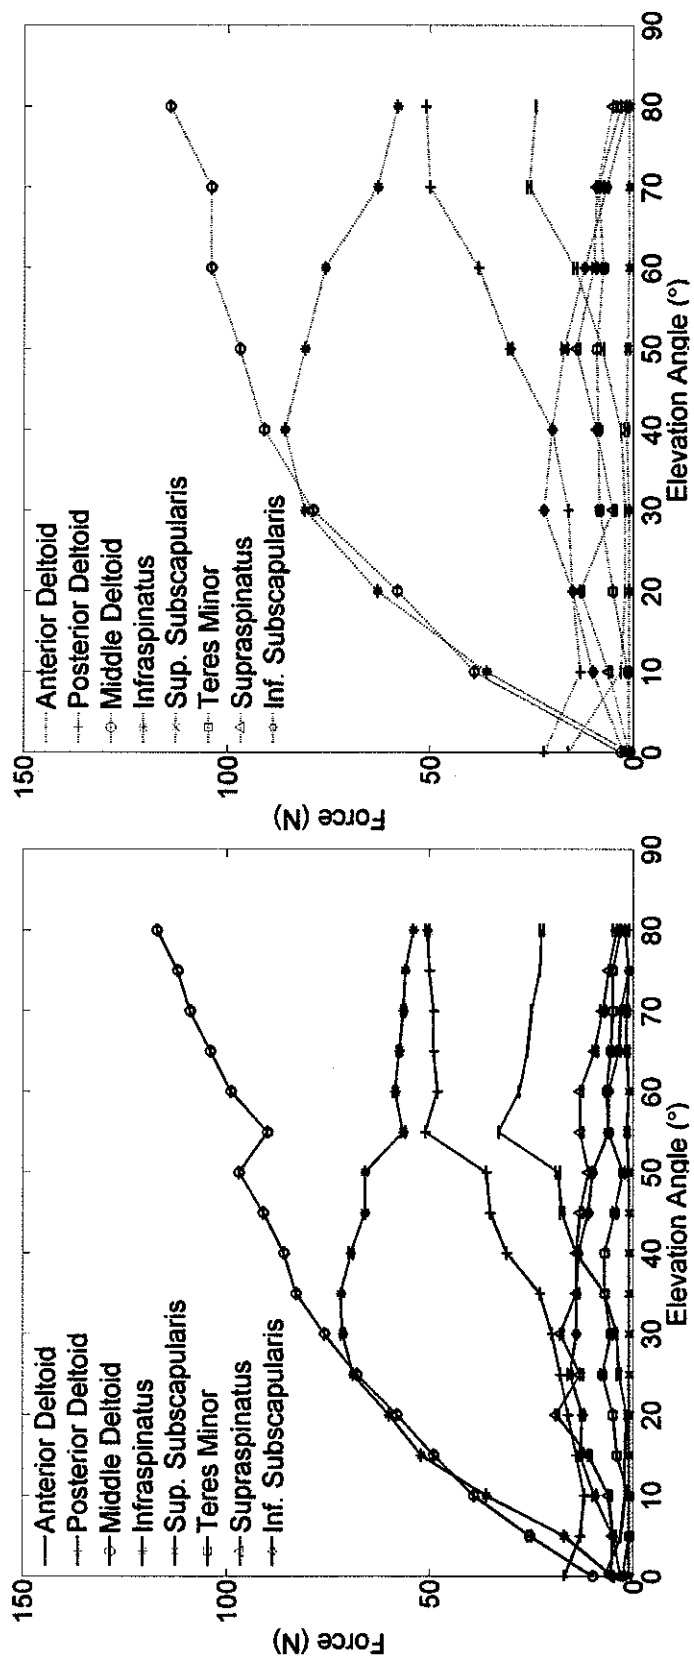 150
100
50
0
Force (N)
Anterior Deltoid
Posterior Deltoid
Middle Deltoid
Infraspinatus
Sup. Subscapularis
Teres Minor
Supraspinatus
Inf. Subscapularis
0 10 20 30 40 50 60 70 80 90
Elevation Angle (°)
150
100
50
0
Force (N)
Anterior Deltoid
Posterior Deltoid
Middle Deltoid
Infraspinatus
Sup. Subscapularis
Teres Minor
Supraspinatus
Inf. Subscapularis
0 10 20 30 40 50 60 70 80 90
Elevation Angle (°)